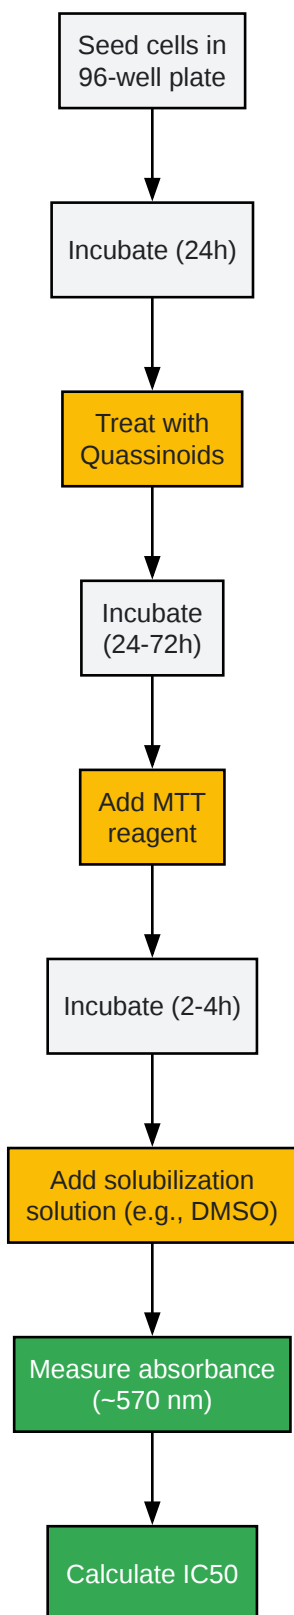 Seed cells in
96-well plate
Incubate (24h)
Treat with
Quassinoids
Incubate
(24-72h)
Add MTT
reagent
Incubate (2-4h)
Add solubilization
solution (e.g., DMSO)
Measure absorbance
(~570 nm)
Calculate IC50